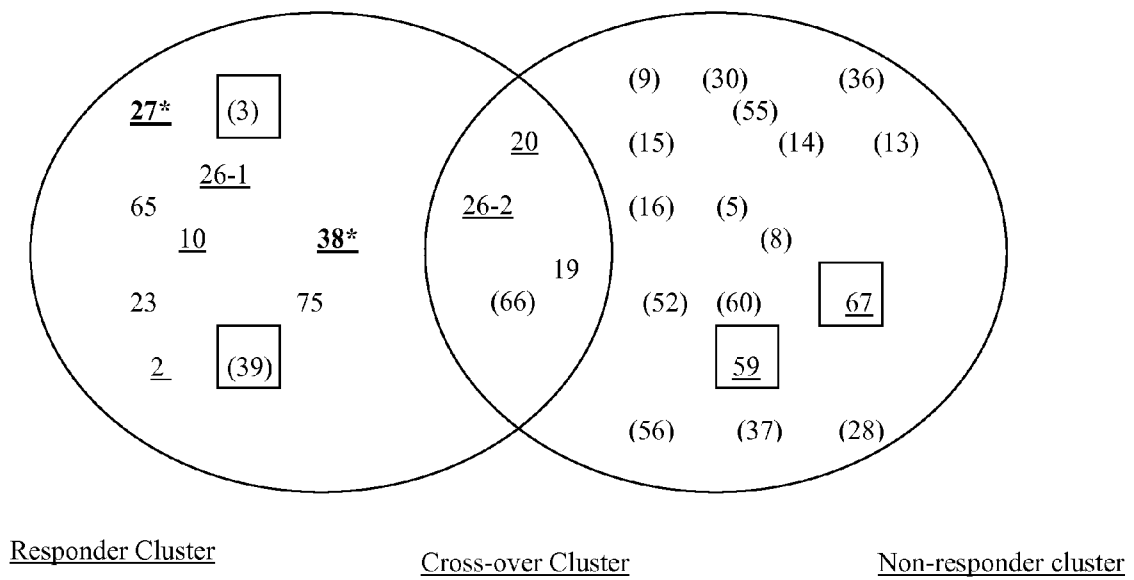 (9) (30) (36)
27* (3) (55)
20 (15) (14) (13)
26-1
65 26-2 (16) (5)
10 38* (8)
19
23 75 (66) (52) (60) 67
2 (39) 59
(56) (37) (28)
Responder Cluster Cross-over Cluster Non-responder cluster